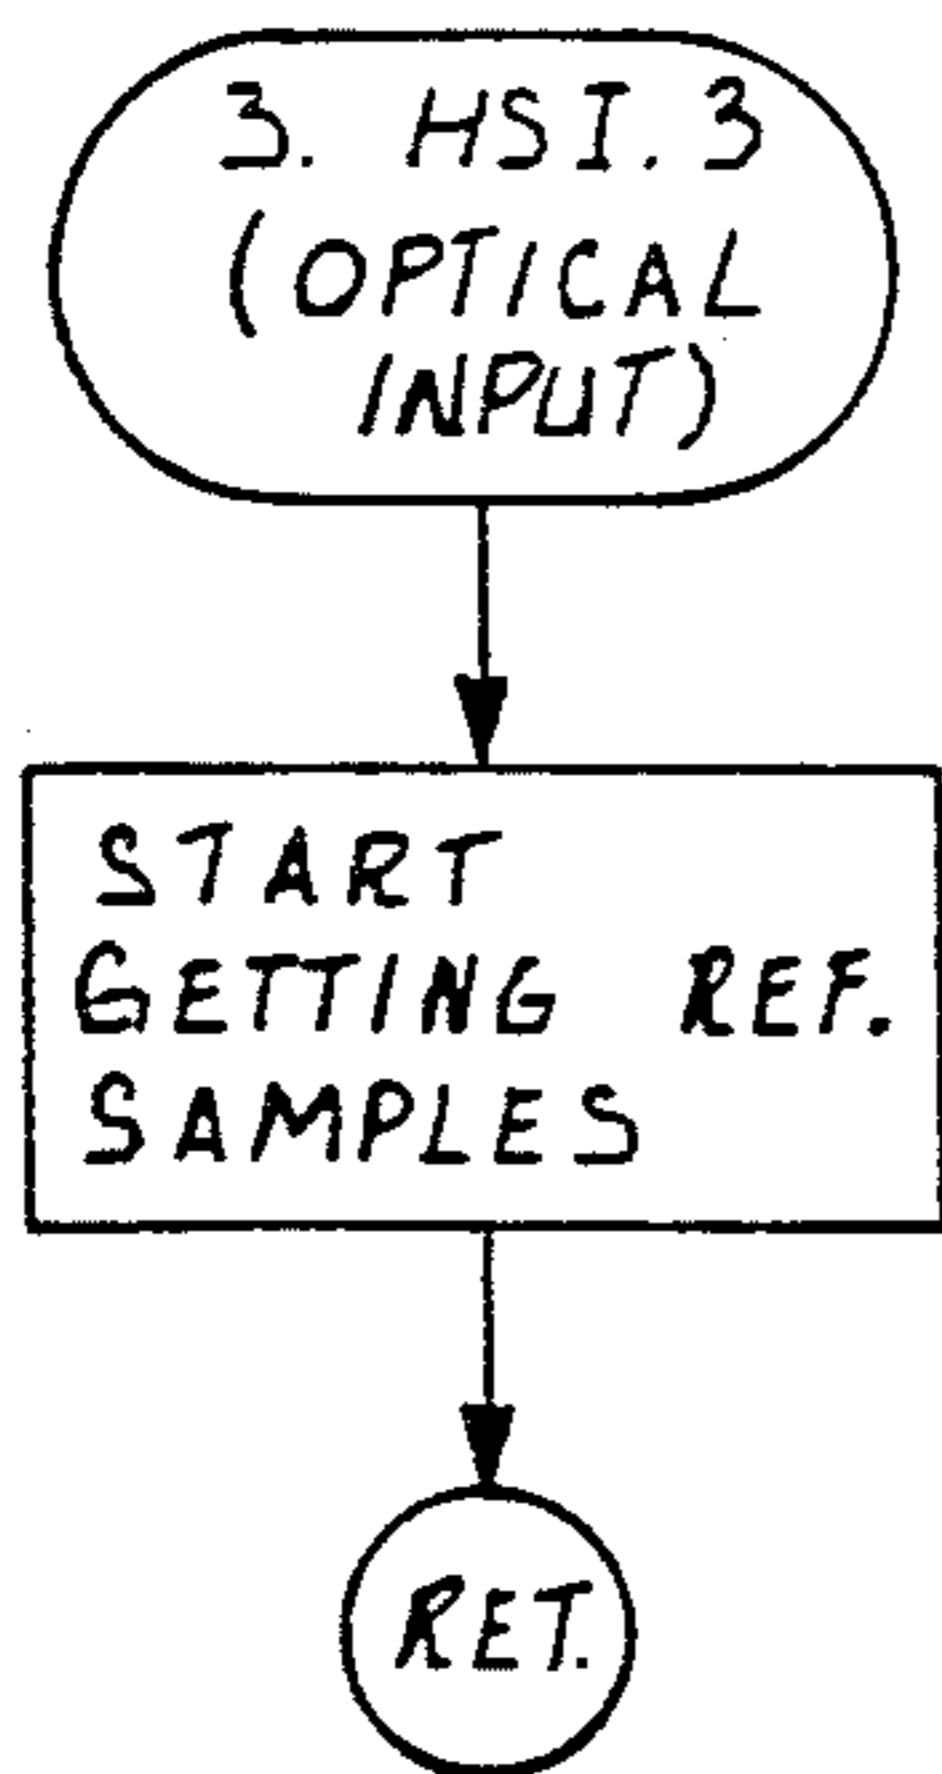 3. HSI. 3
(OPTICAL
INPUT)
START
GETTING REF.
SAMPLES
RET.